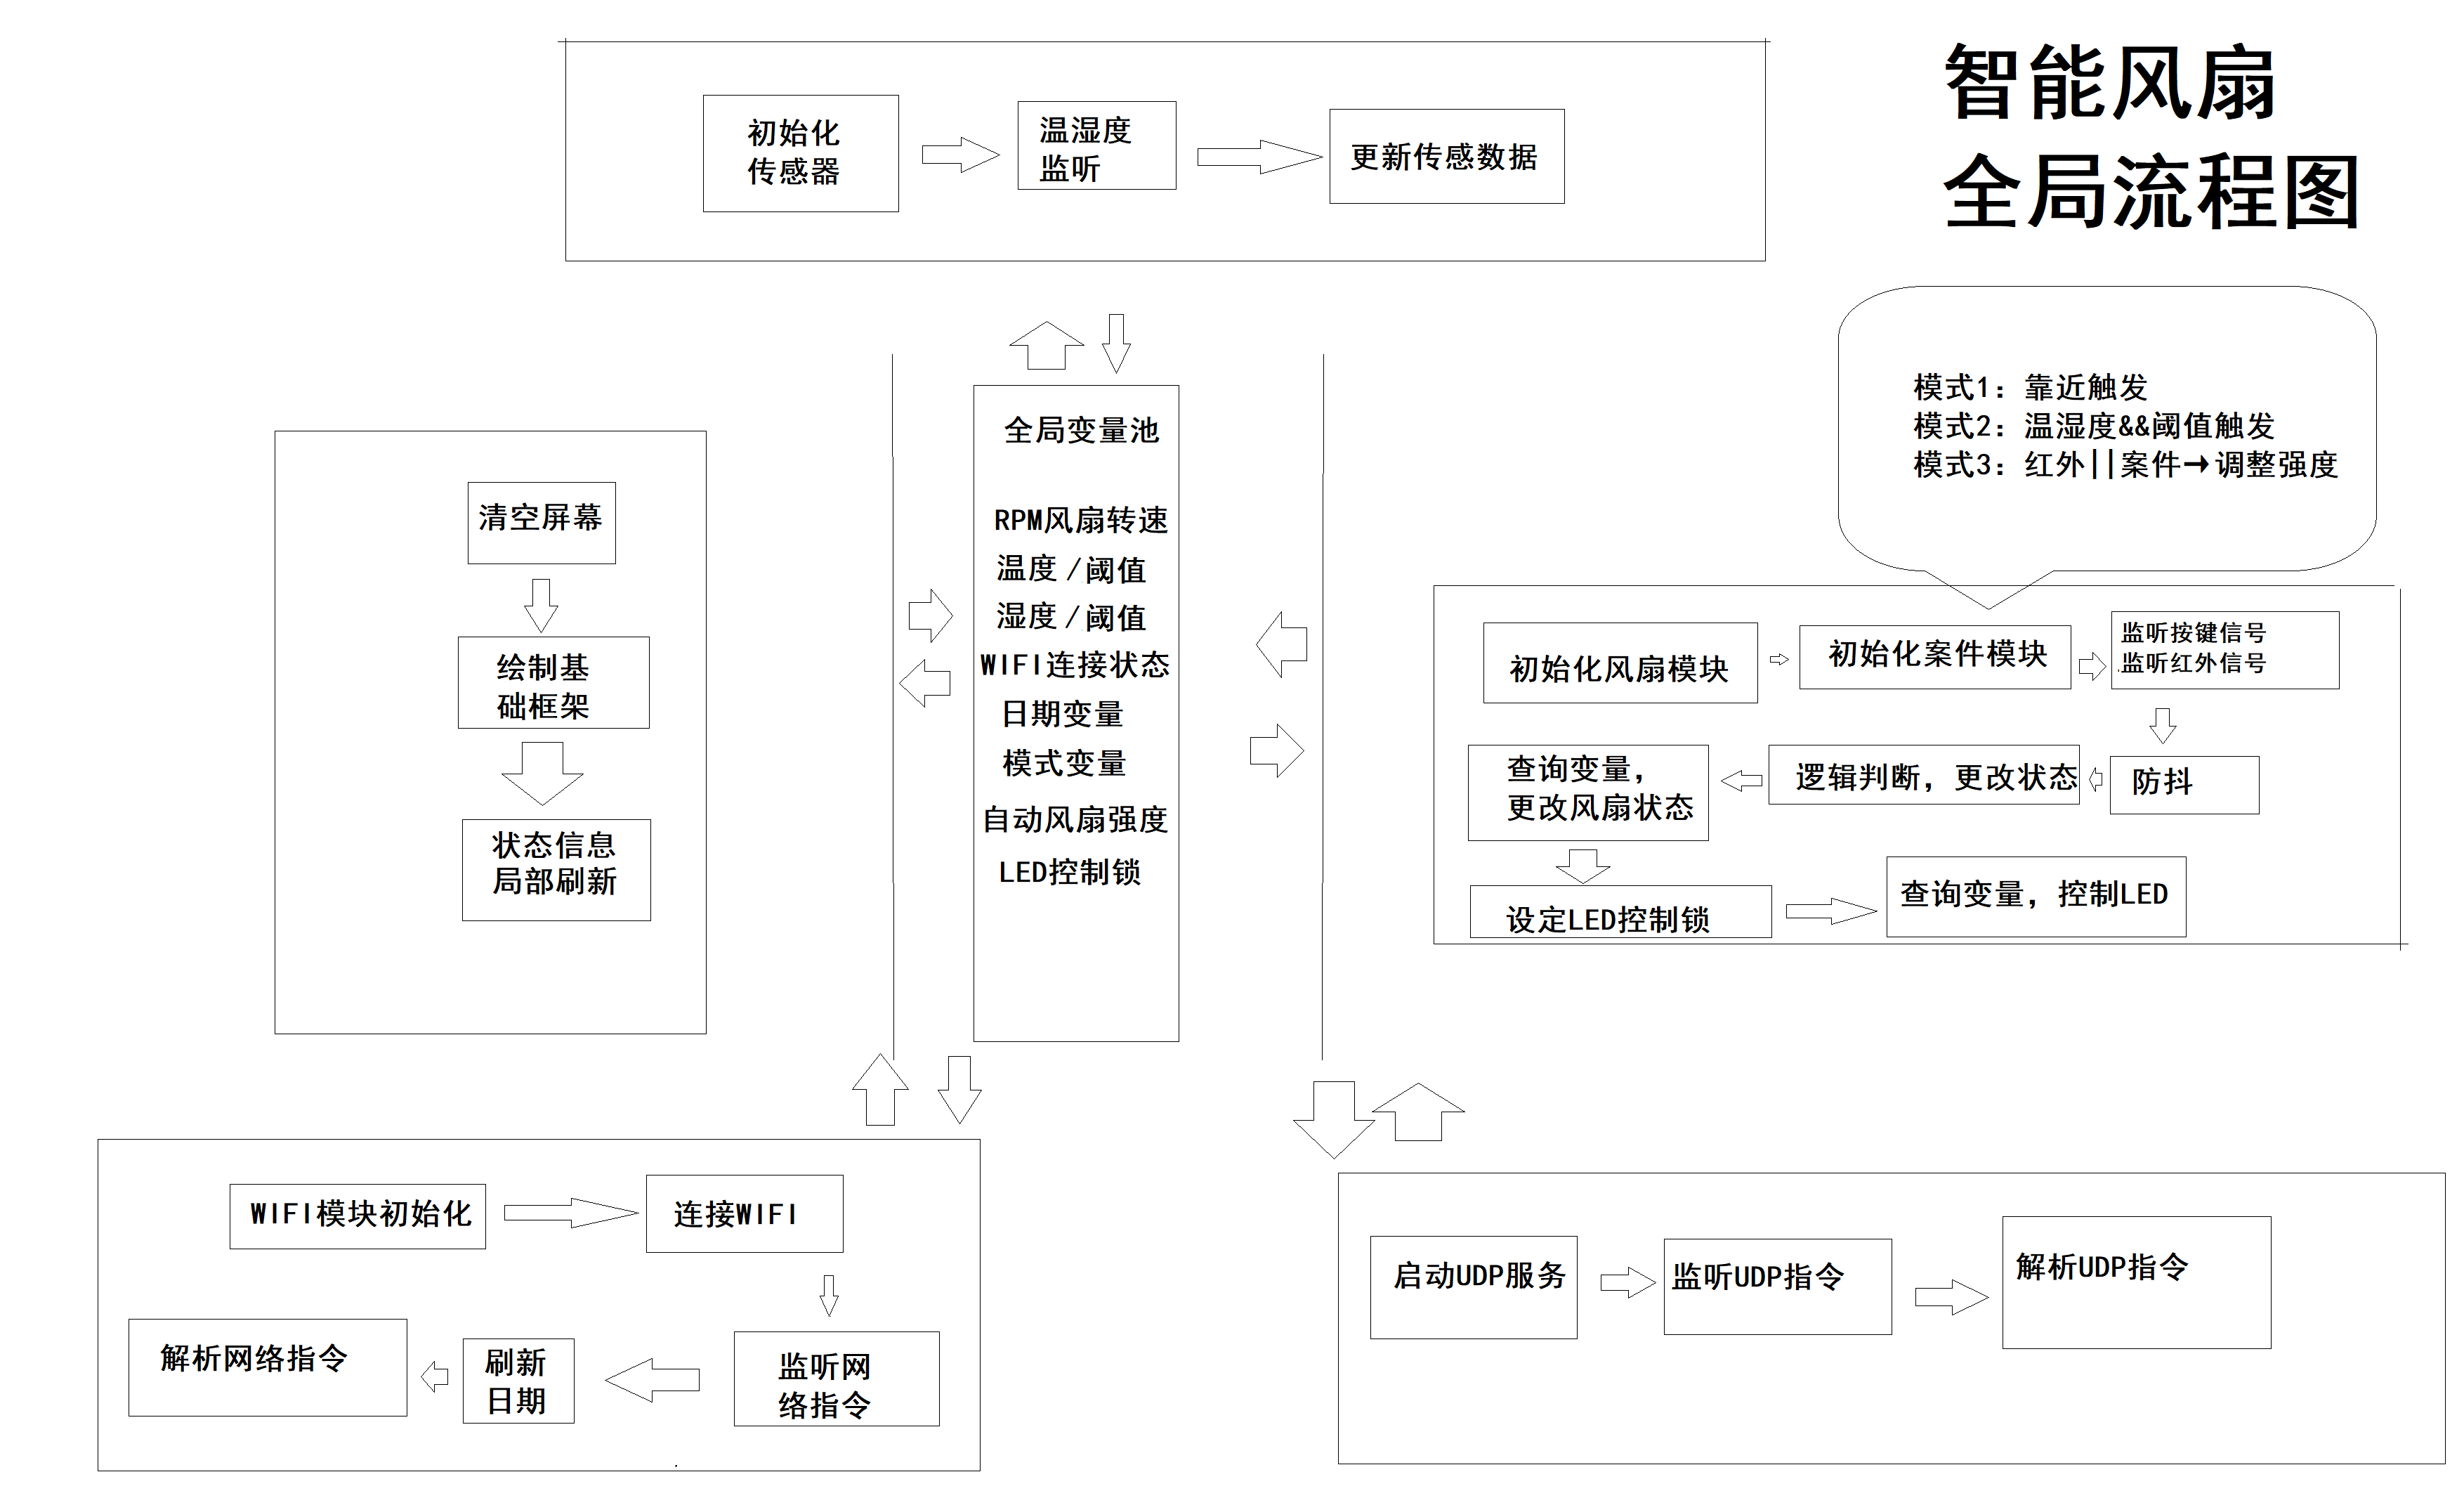 智能风扇
全局流程图
初始化
传感器
温湿度
监听
更新传感数据
模式1：靠近触发
模式2：温湿度&&阈值触发
模式3：红外||案件→调整强度
清空屏幕
绘制基
础框架
状态信息
局部刷新
全局变量池
RPM风扇转速
温度/阈值
湿度/阈值
WIFI连接状态
日期变量
模式变量
自动风扇强度
LED控制锁
初始化风扇模块
初始化案件模块
监听按键信号
监听红外信号
防抖
逻辑判断，更改状态
查询变量，
更改风扇状态
设定LED控制锁
查询变量，控制LED
WIFI模块初始化
连接WIFI
监听网
络指令
刷新
日期
解析网络指令
启动UDP服务
监听UDP指令
解析UDP指令